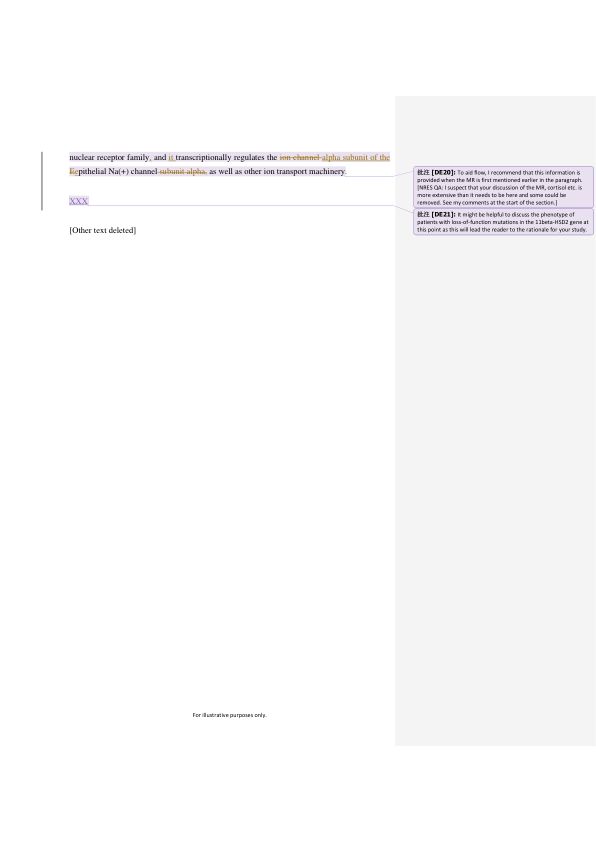 nuclear receptor family, and it transcriptionally regulates the ion channel alpha subunit of the
Eepithelial Na(+) channel subunit alpha, as well as other ion transport machinery.
XXX
[Other text deleted]
批注 [DE20]: To aid flow, I recommend that this information is
provided when the MR is first mentioned earlier in the paragraph.
[NRES QA: I suspect that your discussion of the MR, cortisol etc. is
more extensive than it needs to be here and some could be
removed. See my comments at the start of the section.]
批注 [DE21]: It might be helpful to discuss the phenotype of
patients with loss-of-function mutations in the 11beta-HSD2 gene at
this point as this will lead the reader to the rationale for your study.
For illustrative purposes only.